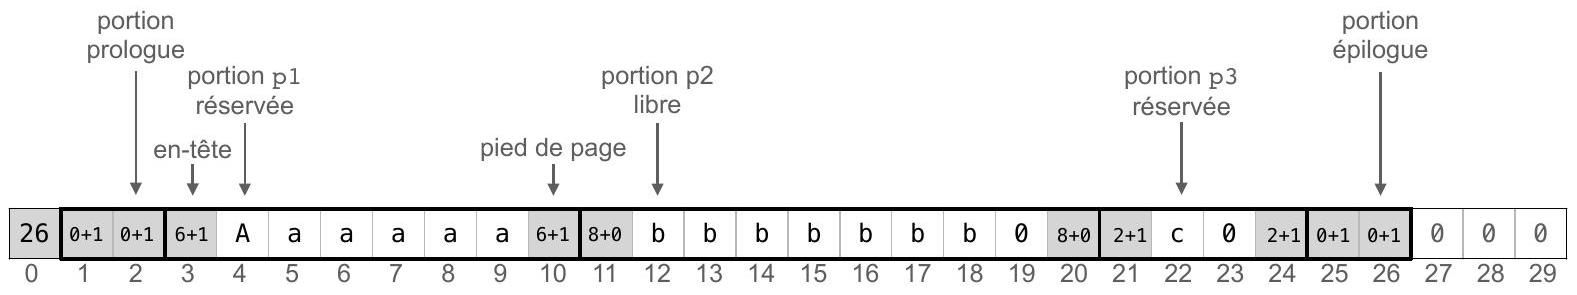 portion
prologue
portion p1
réservée
en-tête
pied de page
portion p2
libre
portion p3
réservée
portion
épilogue
26 0+1 0+1 6+1 A a a a a a 6+1 8+0 b b b b b b b 0 8+0 2+1 c 0 2+1 0+1 0+1 0 0 0
0 1 2 3 4 5 6 7 8 9 10 11 12 13 14 15 16 17 18 19 20 21 22 23 24 25 26 27 28 29